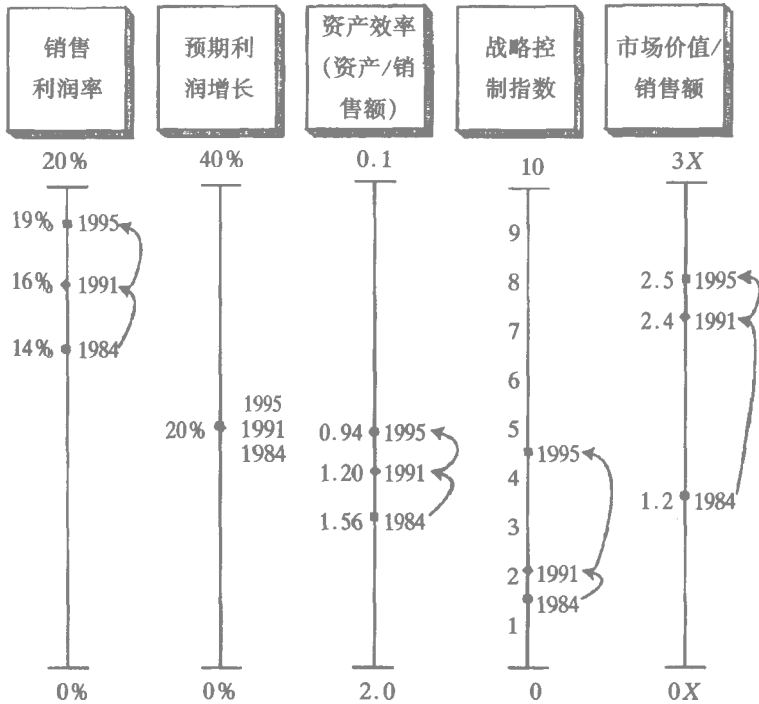 销售
利润率
预期利
润增长
资产效率
(资产/销
售额)
战略控
制指数
市场价值/
销售额
20%
19% 1995
16% 1991
14% 1984
0%
40%
1995
20% 1991
1984
0%
0.1
0.94 1995
1.20 1991
1.56 1984
2.0
10
9
8
7
6
5
1995
4
3
2 1991
1984
1
0
3X
2.5 1995
2.4 1991
1.2 1984
0X